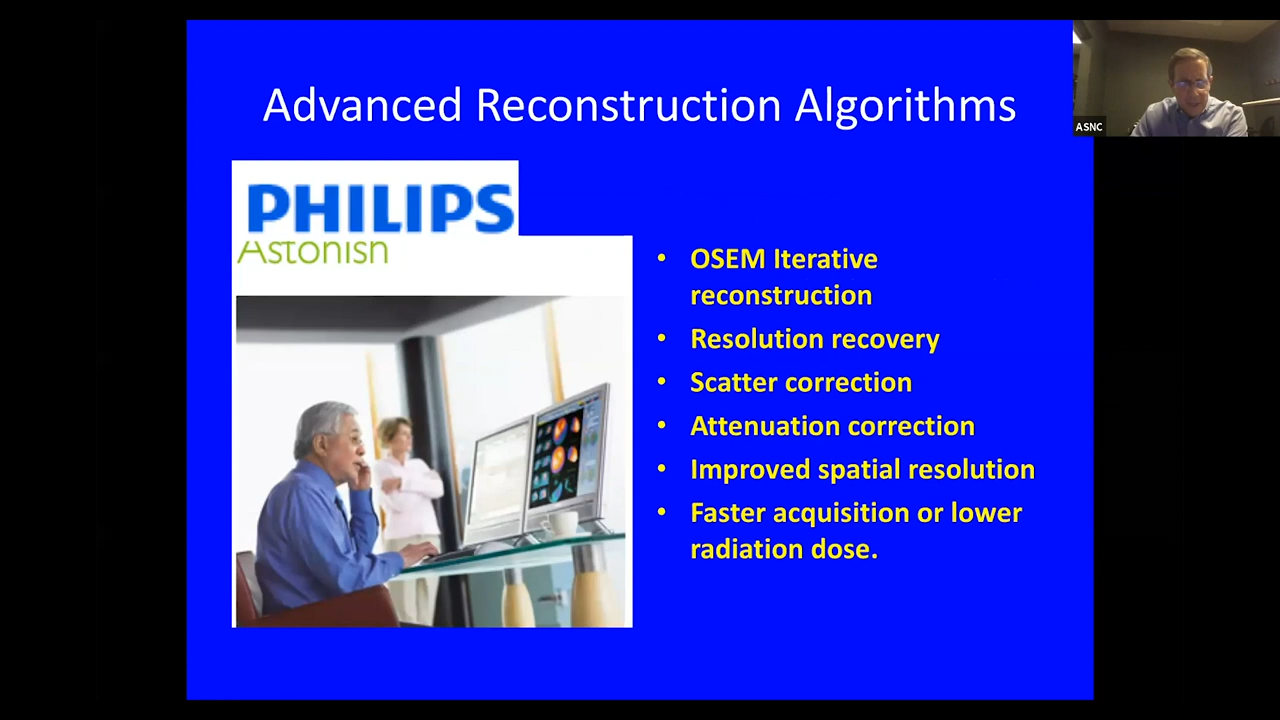 Advanced Reconstruction Algorithms
ASNC
PHILIPS
Astonish
• OSEM Iterative
reconstruction
• Resolution recovery
• Scatter correction
• Attenuation correction
• Improved spatial resolution
• Faster acquisition or lower
radiation dose.